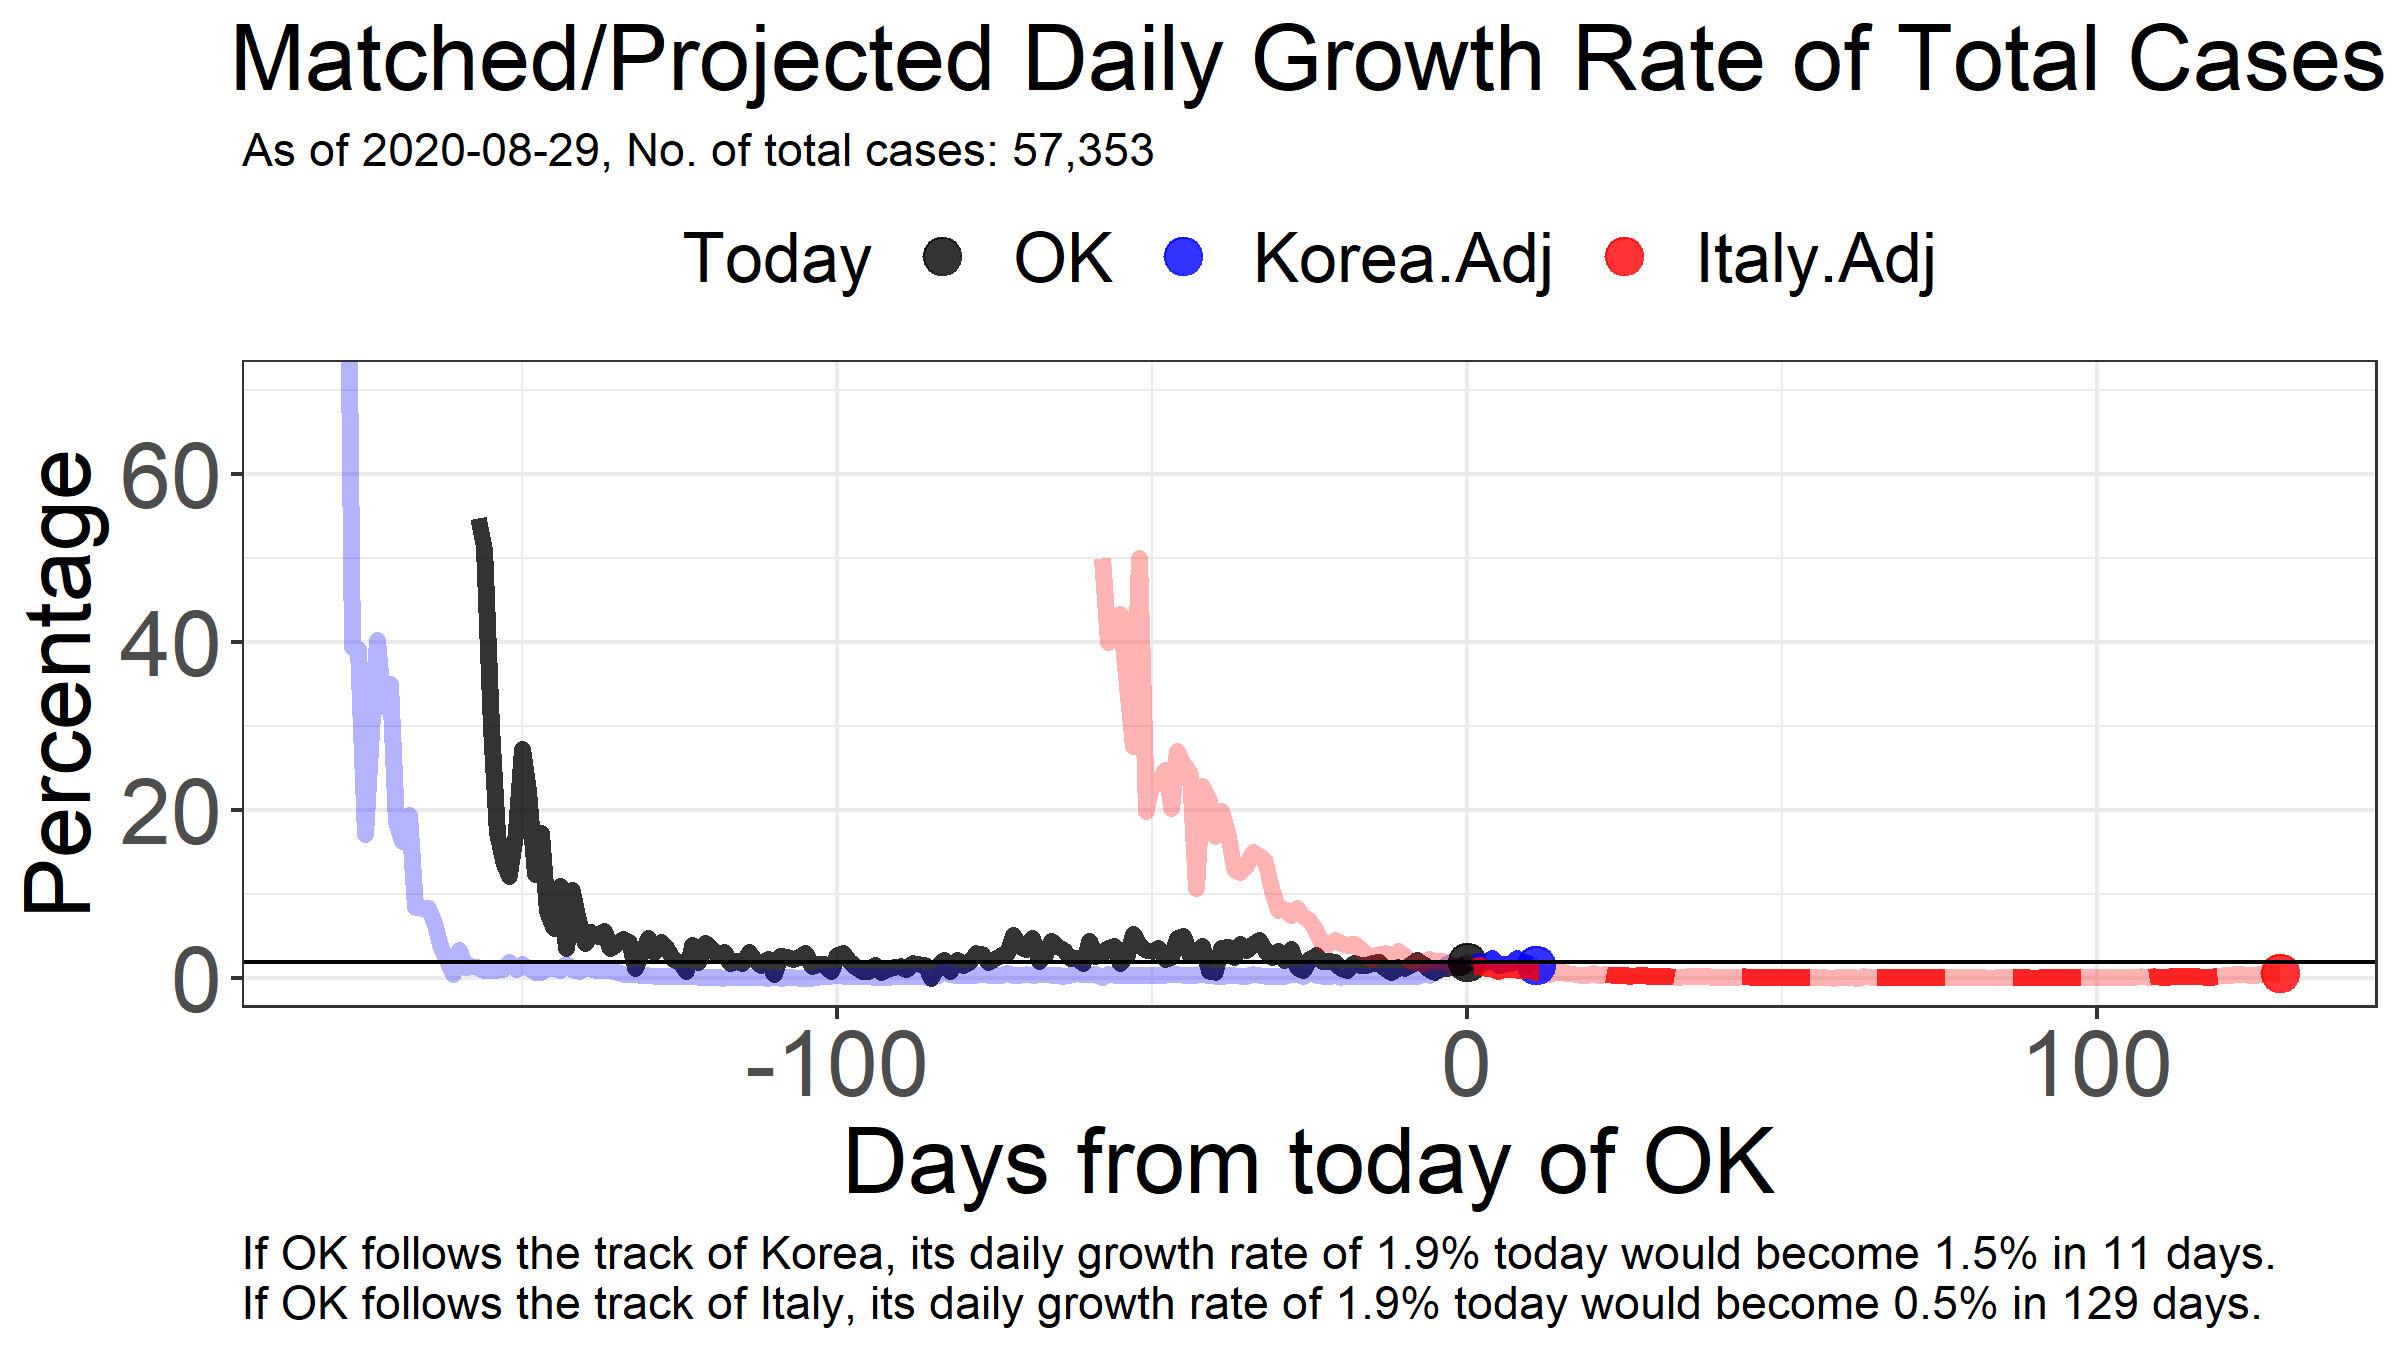 Matched/Projected Daily Growth Rate of Total Cases
As of 2020-08-29, No. of total cases: 57,353
Today OK Korea.Adj Italy.Adj
Percentage
60
40
20
0
-100 0 100
Days from today of OK
If OK follows the track of Korea, its daily growth rate of 1.9% today would become 1.5% in 11 days.
If OK follows the track of Italy, its daily growth rate of 1.9% today would become 0.5% in 129 days.